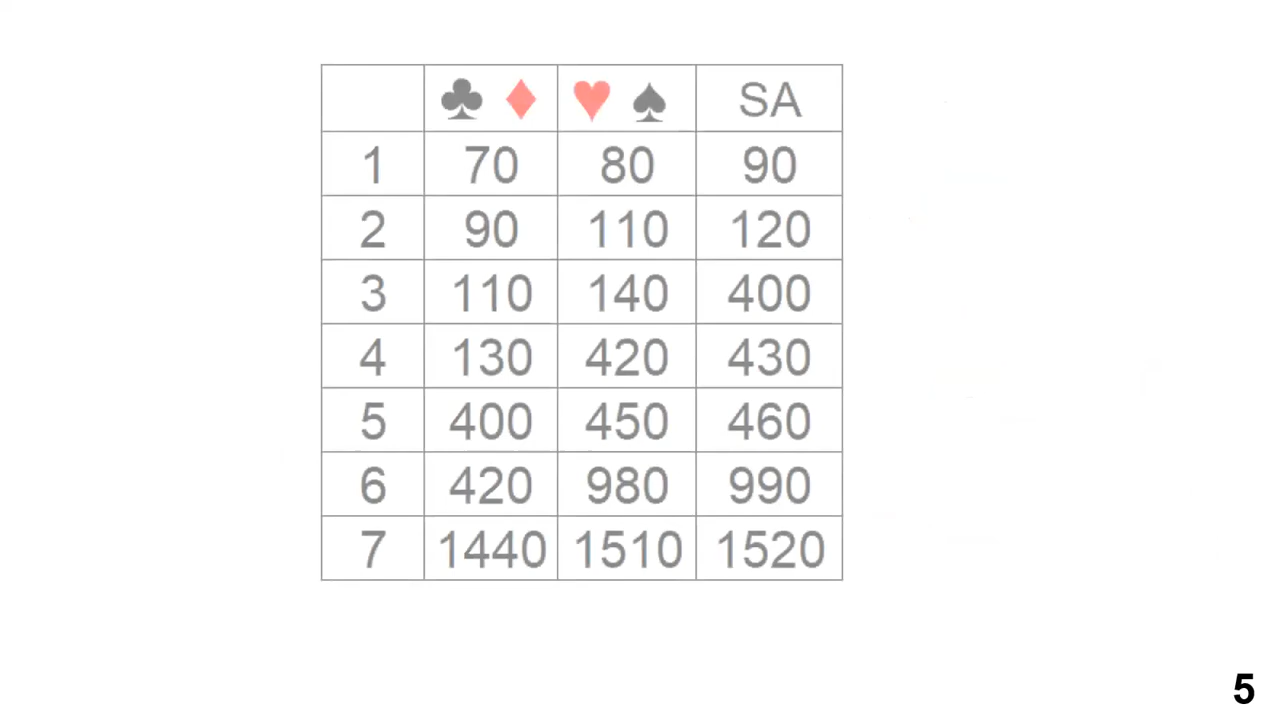 ♣ ♦ ♥ ♠ SA
1 70 80 90
2 90 110 120
3 110 140 400
4 130 420 430
5 400 450 460
6 420 980 990
7 1440 1510 1520
5